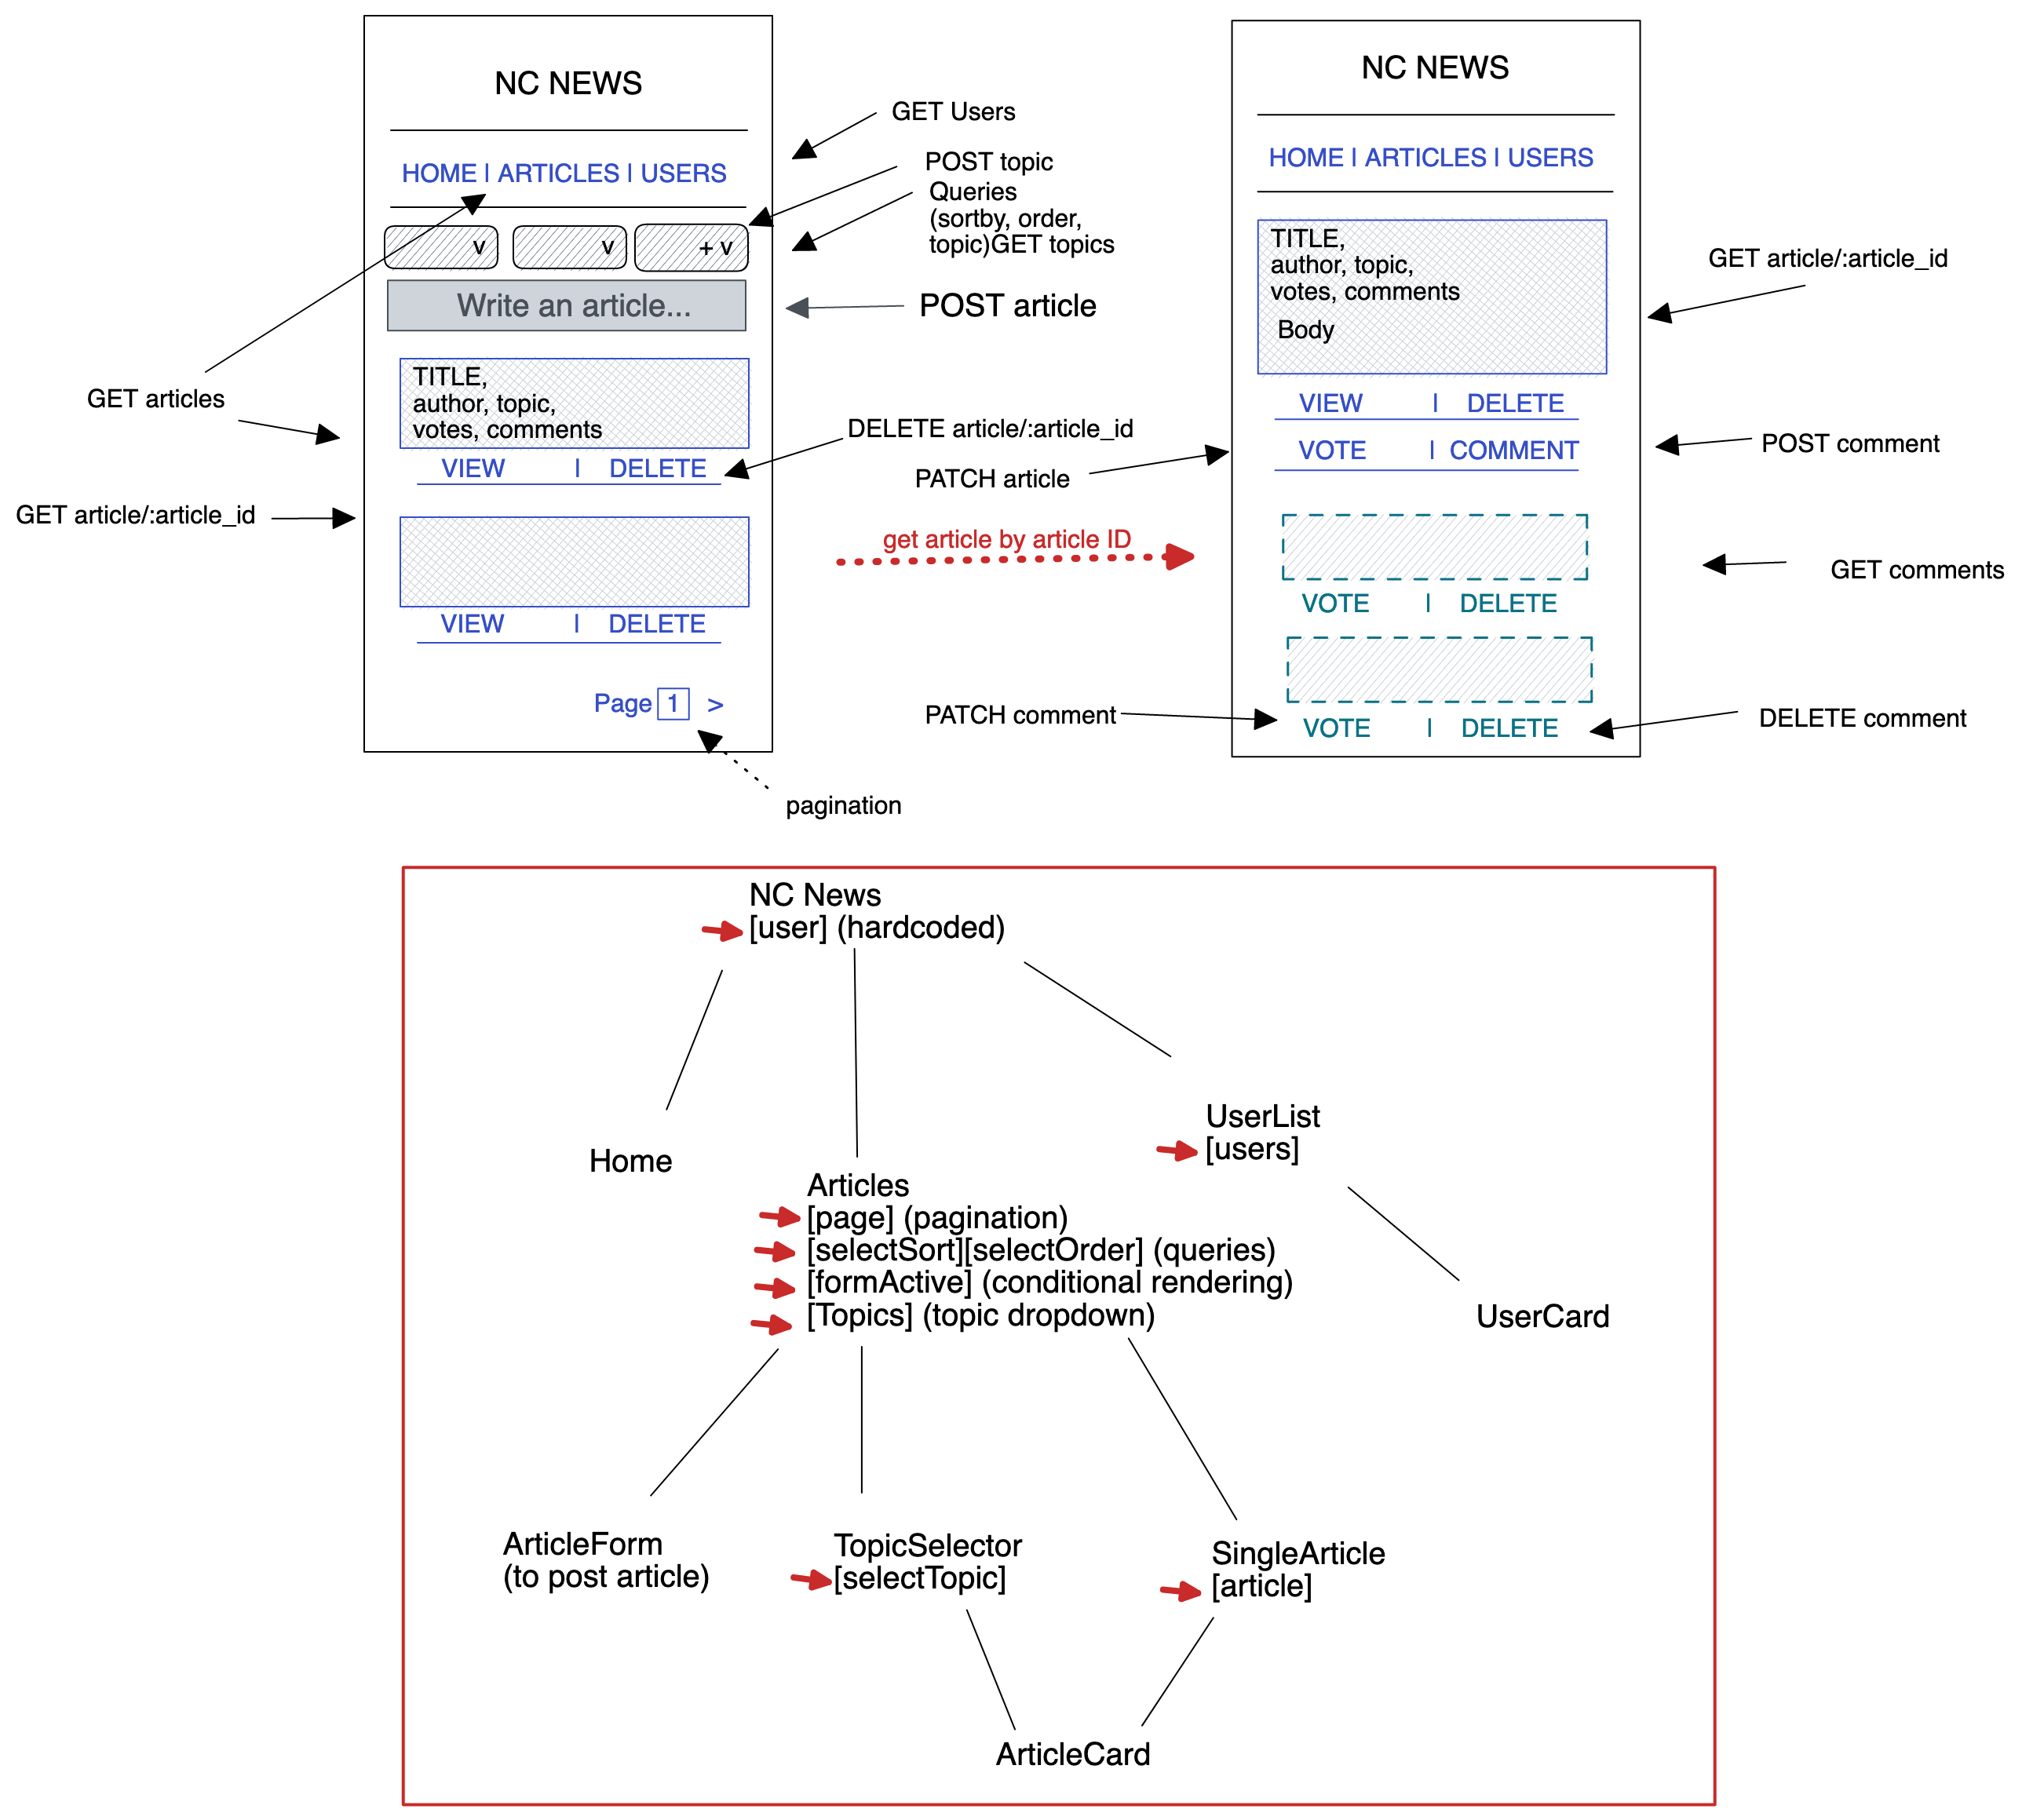 NC NEWS
HOME | ARTICLES | USERS
v
v
+ v
Write an article...
TITLE,
author, topic,
votes, comments
VIEW | DELETE
VIEW | DELETE
Page 1 >
GET articles
GET article/:article_id
GET Users
POST topic
Queries
(sortby, order,
topic)GET topics
POST article
DELETE article/:article_id
PATCH article
get article by article ID
PATCH comment
pagination
NC NEWS
HOME | ARTICLES | USERS
TITLE,
author, topic,
votes, comments
Body
VIEW | DELETE
VOTE | COMMENT
VOTE | DELETE
VOTE | DELETE
GET article/:article_id
POST comment
GET comments
DELETE comment
NC News
[user] (hardcoded)
Home
UserList
[users]
Articles
[page] (pagination)
[selectSort][selectOrder] (queries)
[formActive] (conditional rendering)
[Topics] (topic dropdown)
UserCard
ArticleForm
(to post article)
TopicSelector
[selectTopic]
SingleArticle
[article]
ArticleCard